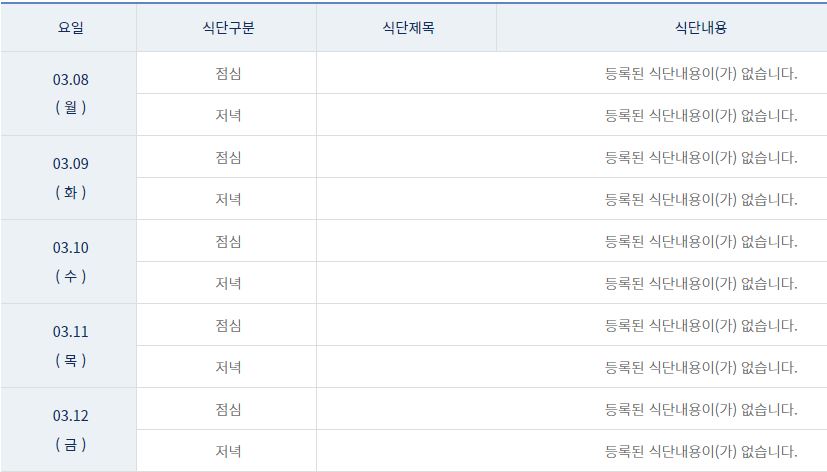 요일 식단구분 식단제목 식단내용
03.08
( 월 )
점심 등록된 식단내용이(가) 없습니다.
저녁 등록된 식단내용이(가) 없습니다.
03.09
( 화 )
점심 등록된 식단내용이(가) 없습니다.
저녁 등록된 식단내용이(가) 없습니다.
03.10
( 수 )
점심 등록된 식단내용이(가) 없습니다.
저녁 등록된 식단내용이(가) 없습니다.
03.11
( 목 )
점심 등록된 식단내용이(가) 없습니다.
저녁 등록된 식단내용이(가) 없습니다.
03.12
( 금 )
점심 등록된 식단내용이(가) 없습니다.
저녁 등록된 식단내용이(가) 없습니다.